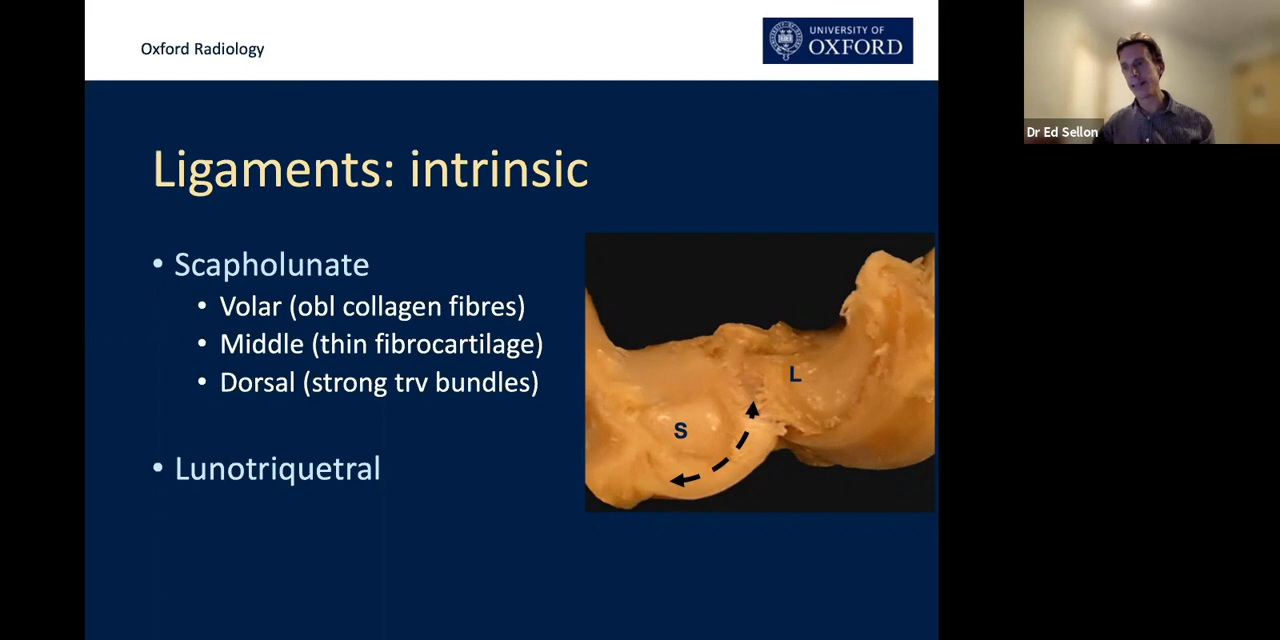 Oxford Radiology
UNIVERSITY OF
OXFORD
Dr Ed Sellon
Ligaments: intrinsic
• Scapholunate
• Volar (obl collagen fibres)
• Middle (thin fibrocartilage)
• Dorsal (strong trv bundles)
• Lunotriquetral
L
S